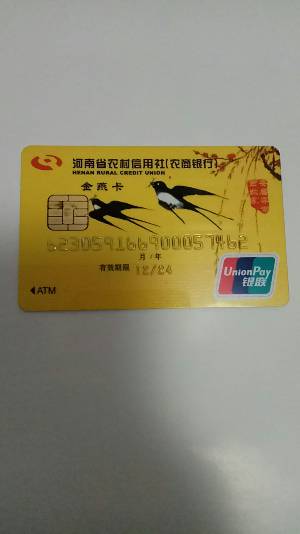 河南省农村信用社(农商银行)
HENAN RURAL CREDIT UNION
金燕卡
623059166900057462
月/年
有效期限 12/24
ATM
UnionPay
银联